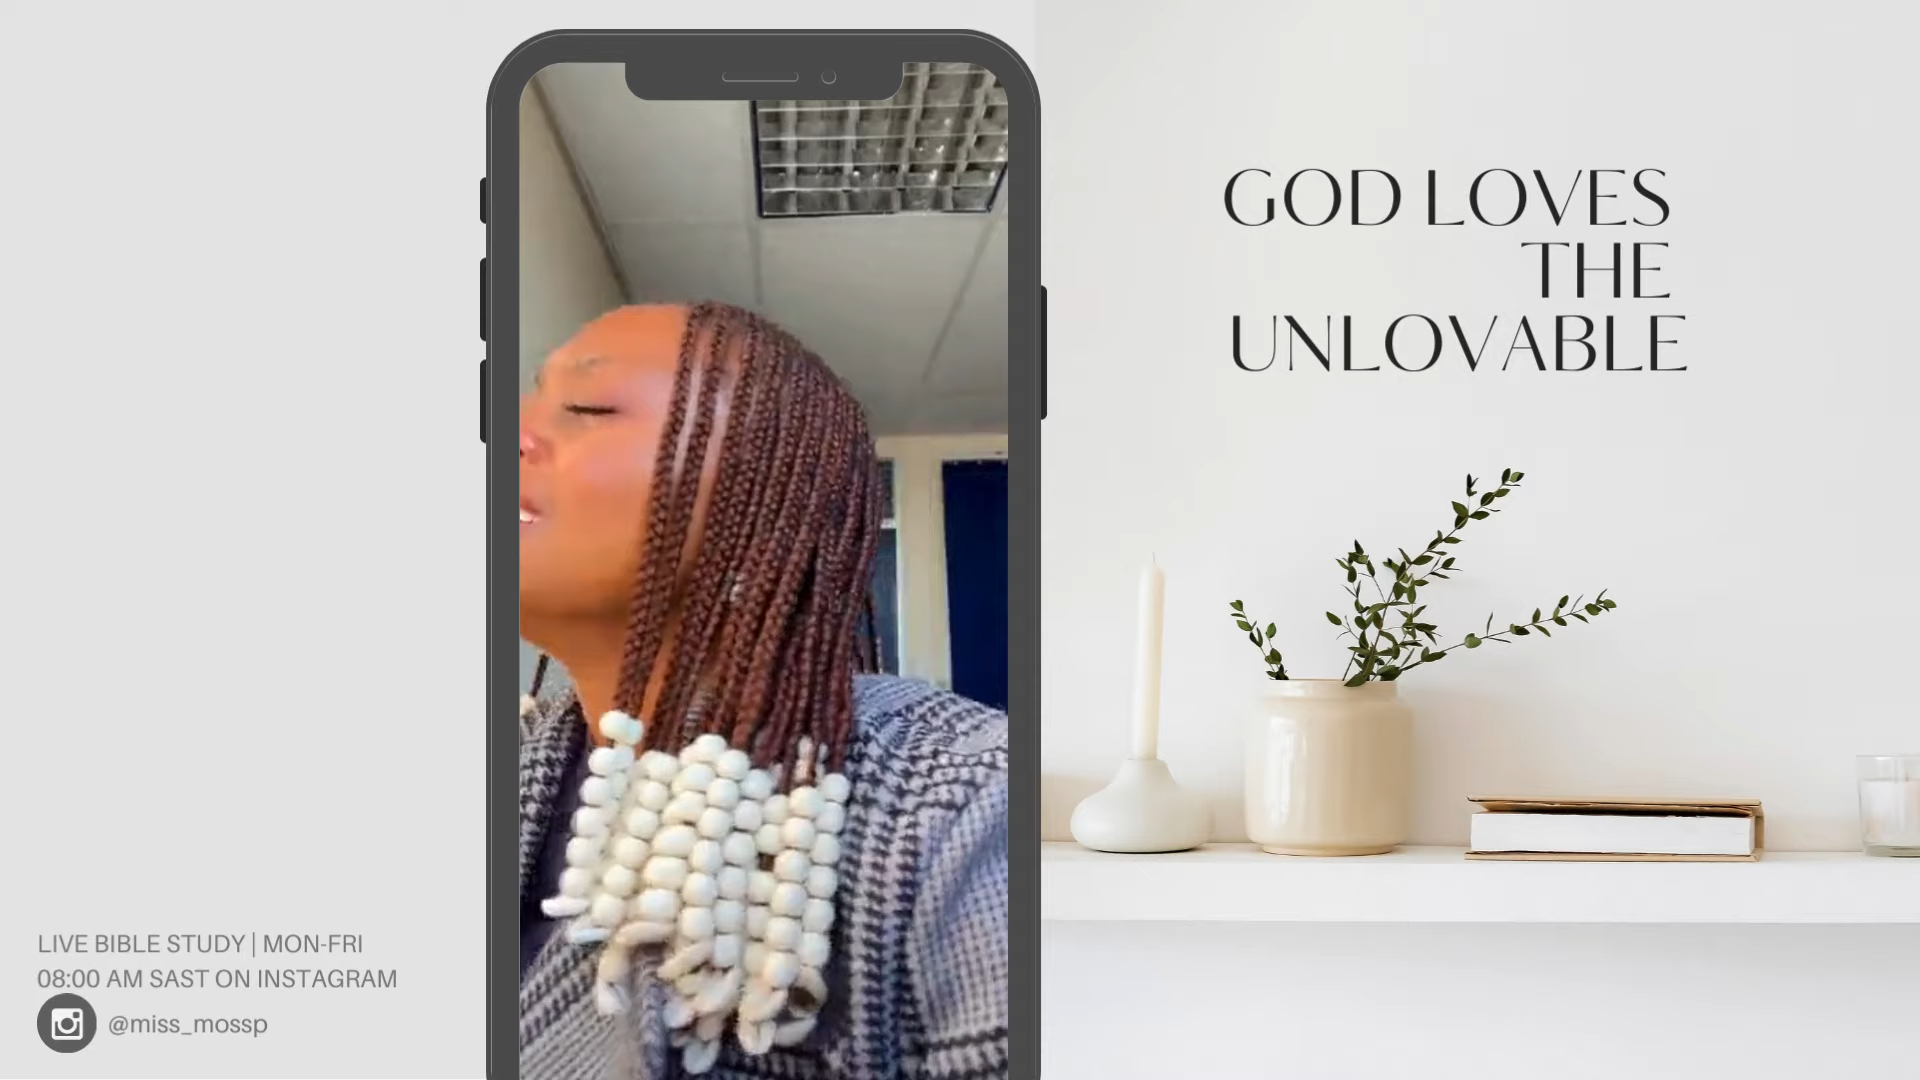 GOD LOVES
THE
UNLOVABLE
LIVE BIBLE STUDY | MON-FRI
08:00 AM SAST ON INSTAGRAM
@miss_mossp